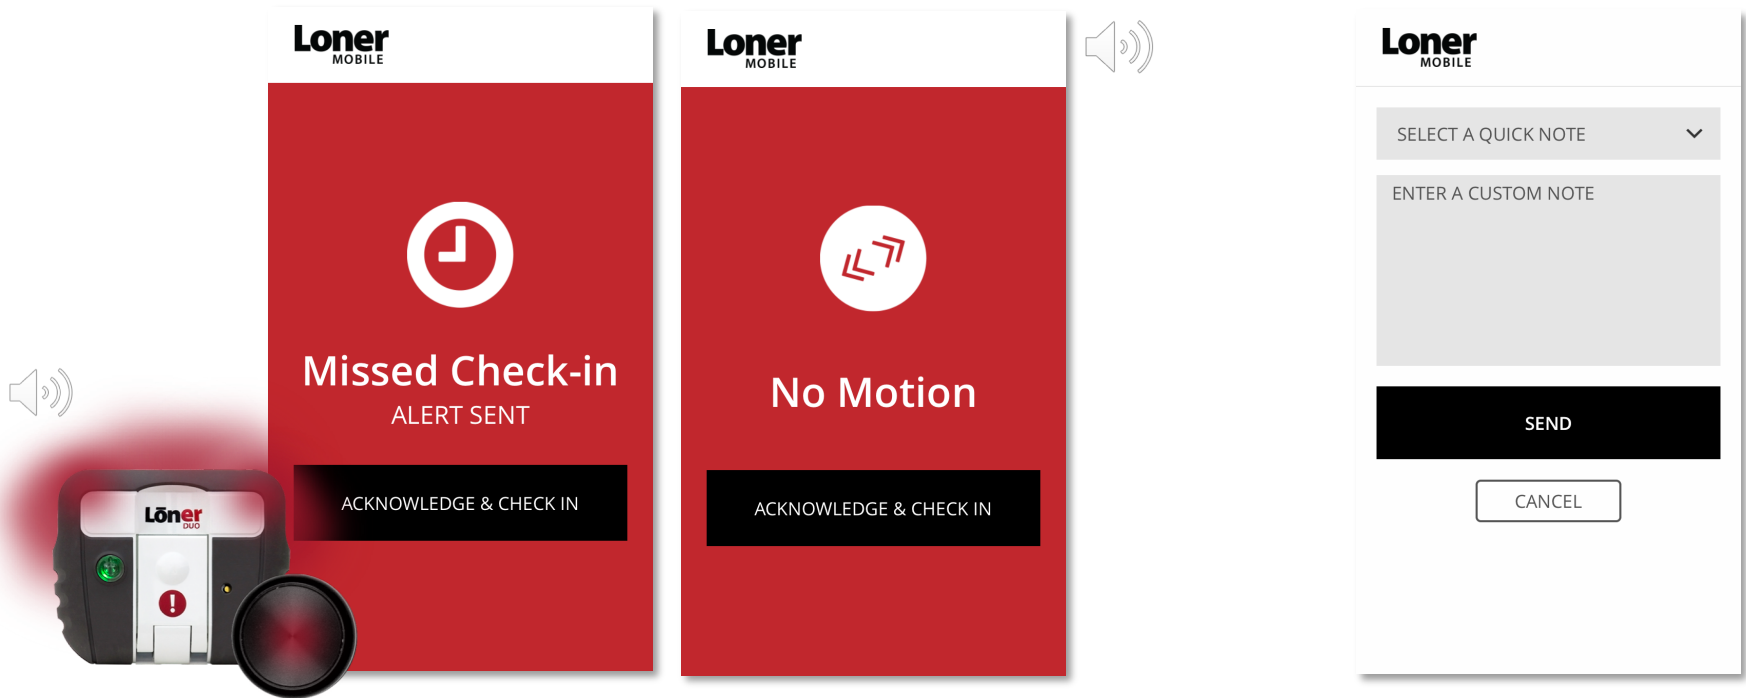 Loner
MOBILE
Missed Check-in
ALERT SENT
ACKNOWLEDGE & CHECK IN
Lōner
DUO
!
Loner
MOBILE
No Motion
ACKNOWLEDGE & CHECK IN
Loner
MOBILE
SELECT A QUICK NOTE
ENTER A CUSTOM NOTE
SEND
CANCEL